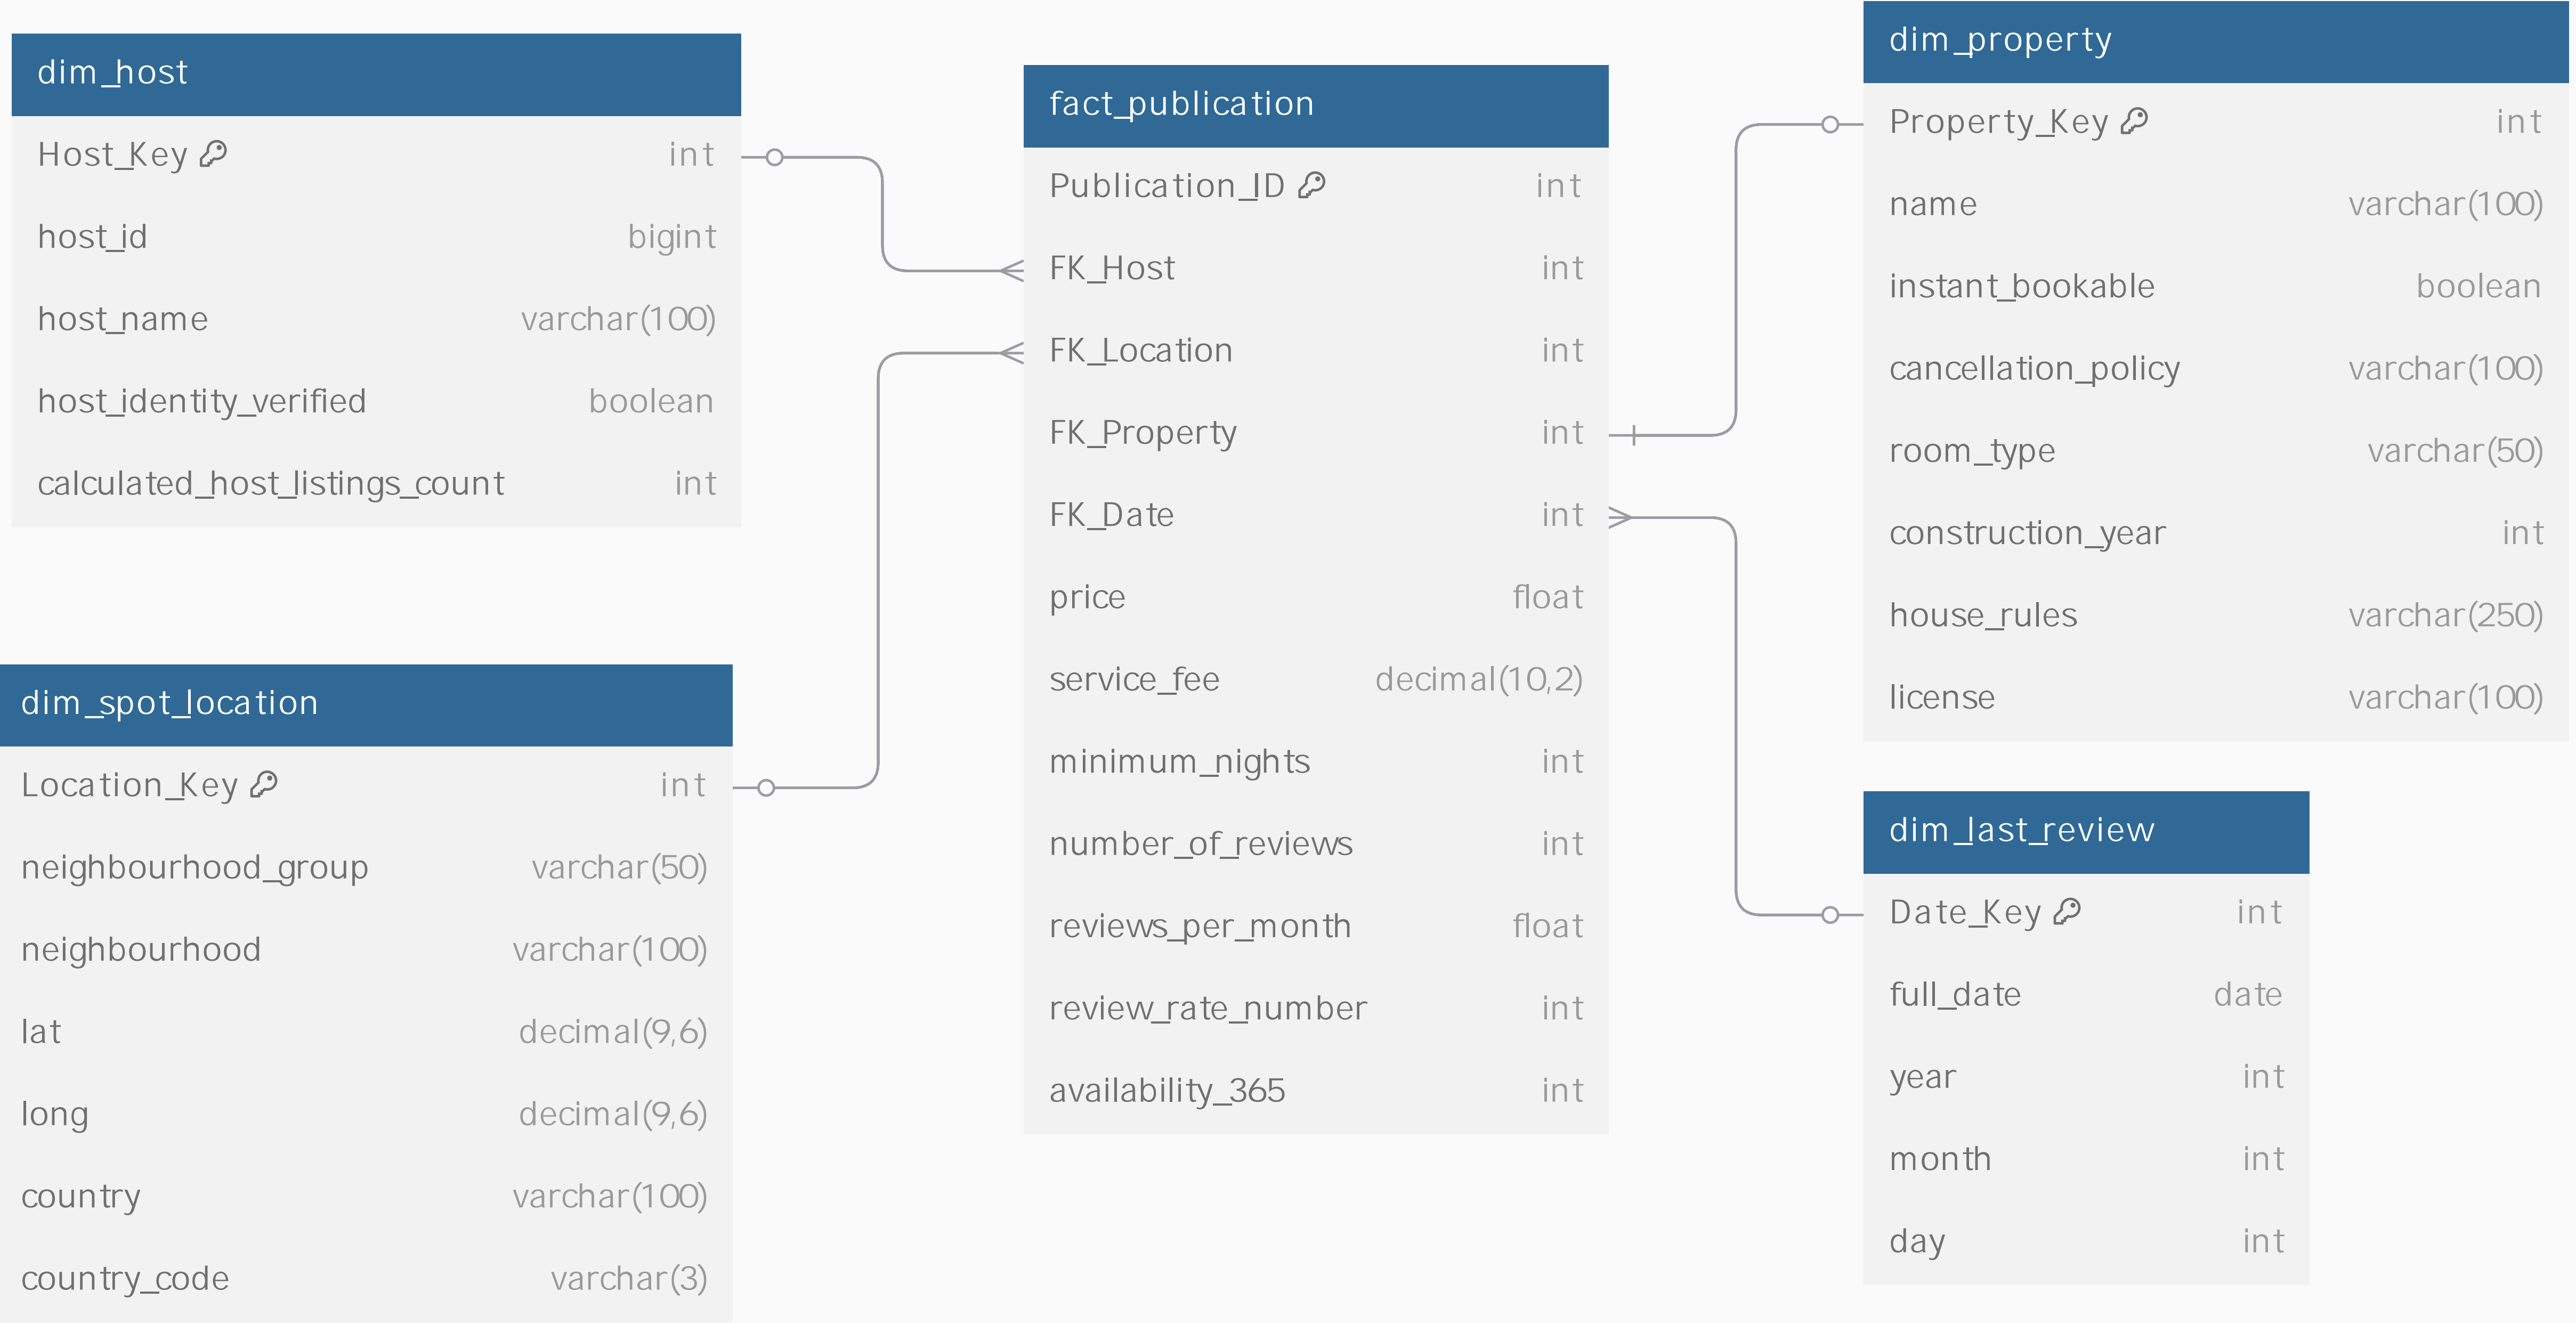 dim_host
Host_Key int
host_id bigint
host_name varchar(100)
host_identity_verified boolean
calculated_host_listings_count int
dim_spot_location
Location_Key int
neighbourhood_group varchar(50)
neighbourhood varchar(100)
lat decimal(9,6)
long decimal(9,6)
country varchar(100)
country_code varchar(3)
fact_publication
Publication_ID int
FK_Host int
FK_Location int
FK_Property int
FK_Date int
price float
service_fee decimal(10,2)
minimum_nights int
number_of_reviews int
reviews_per_month float
review_rate_number int
availability_365 int
dim_property
Property_Key int
name varchar(100)
instant_bookable boolean
cancellation_policy varchar(100)
room_type varchar(50)
construction_year int
house_rules varchar(250)
license varchar(100)
dim_last_review
Date_Key int
full_date date
year int
month int
day int